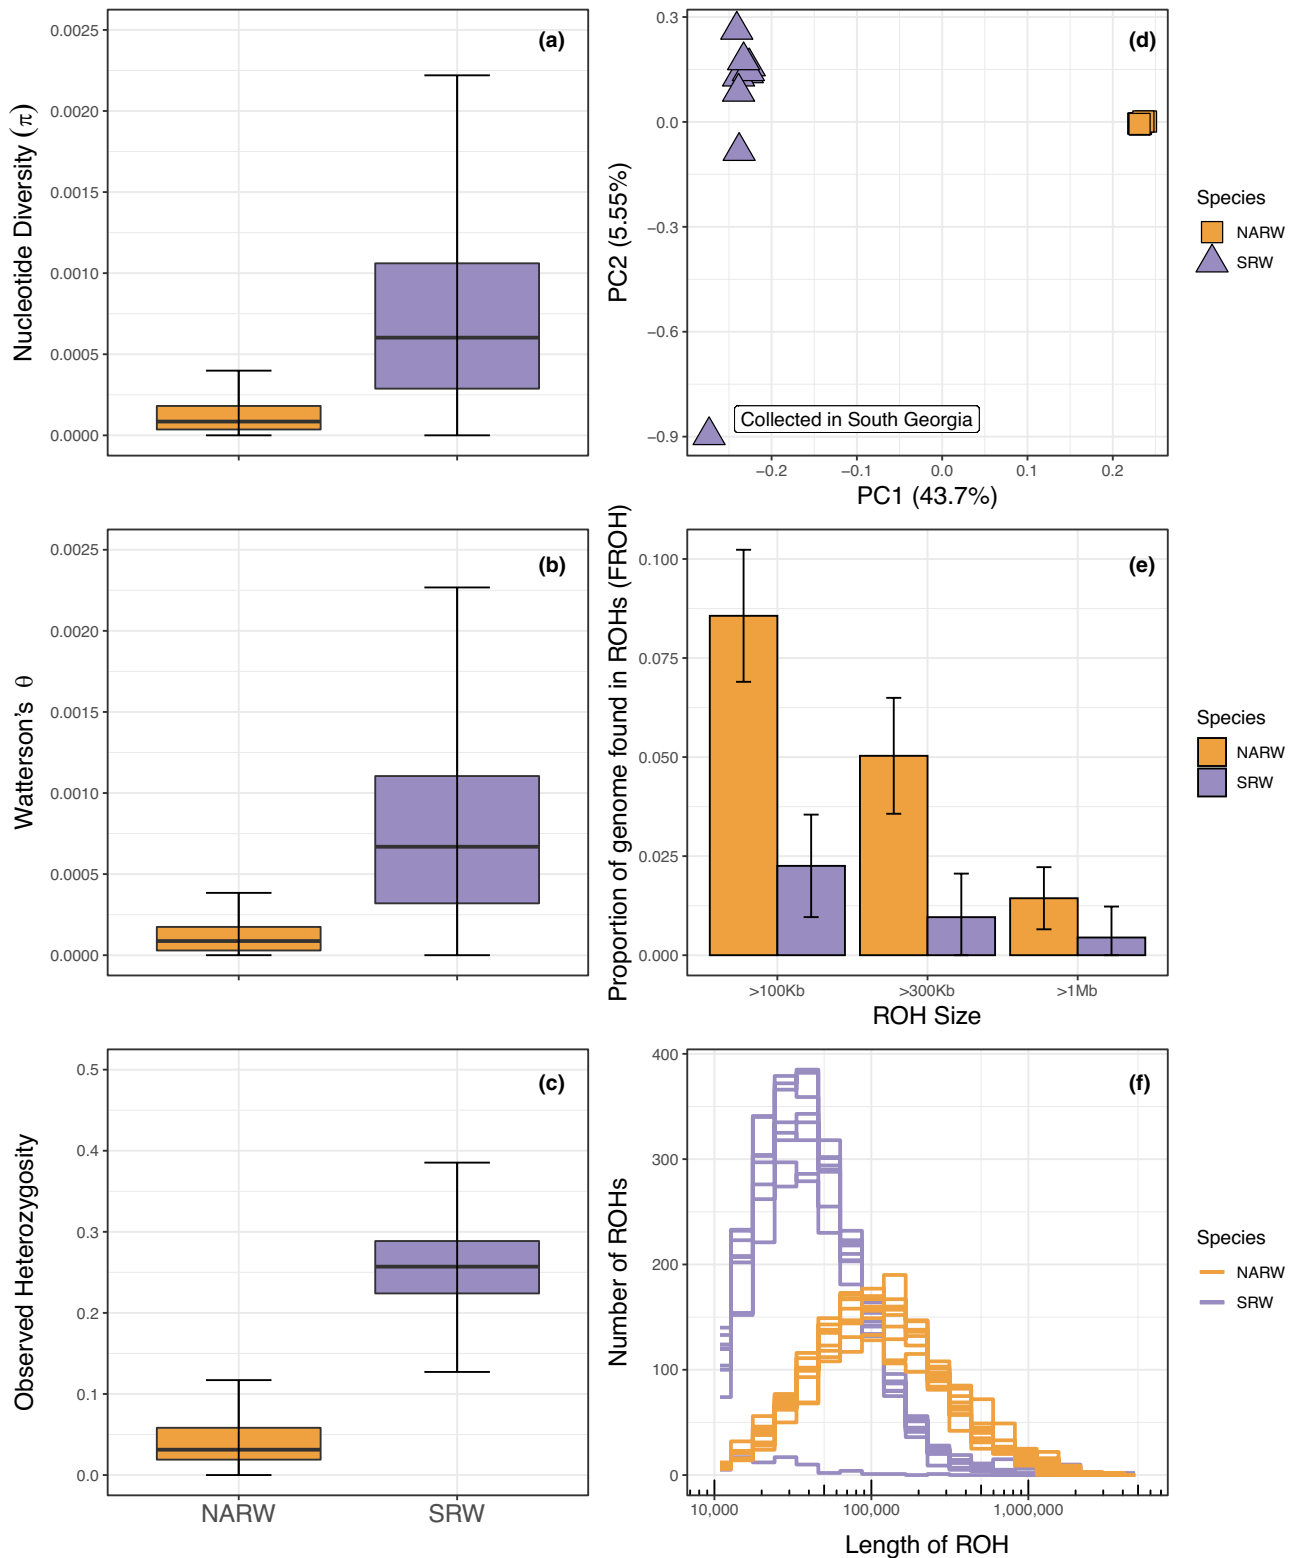 (a)
Nucleotide Diversity (π)
0.0025
0.0020
0.0015
0.0010
0.0005
0.0000
(d)
PC2 (5.55%)
0.3
0.0
−0.3
−0.6
−0.9
Collected in South Georgia
−0.2
−0.1
0.0
0.1
0.2
PC1 (43.7%)
Species
NARW
SRW
(b)
Watterson's θ
0.0025
0.0020
0.0015
0.0010
0.0005
0.0000
(e)
Proportion of genome found in ROHs (FROH)
0.100
0.075
0.050
0.025
0.000
>100Kb
>300Kb
>1Mb
ROH Size
Species
NARW
SRW
(c)
Observed Heterozygosity
0.5
0.4
0.3
0.2
0.1
0.0
NARW
SRW
(f)
Number of ROHs
400
300
200
100
0
10,000
100,000
1,000,000
Length of ROH
Species
NARW
SRW